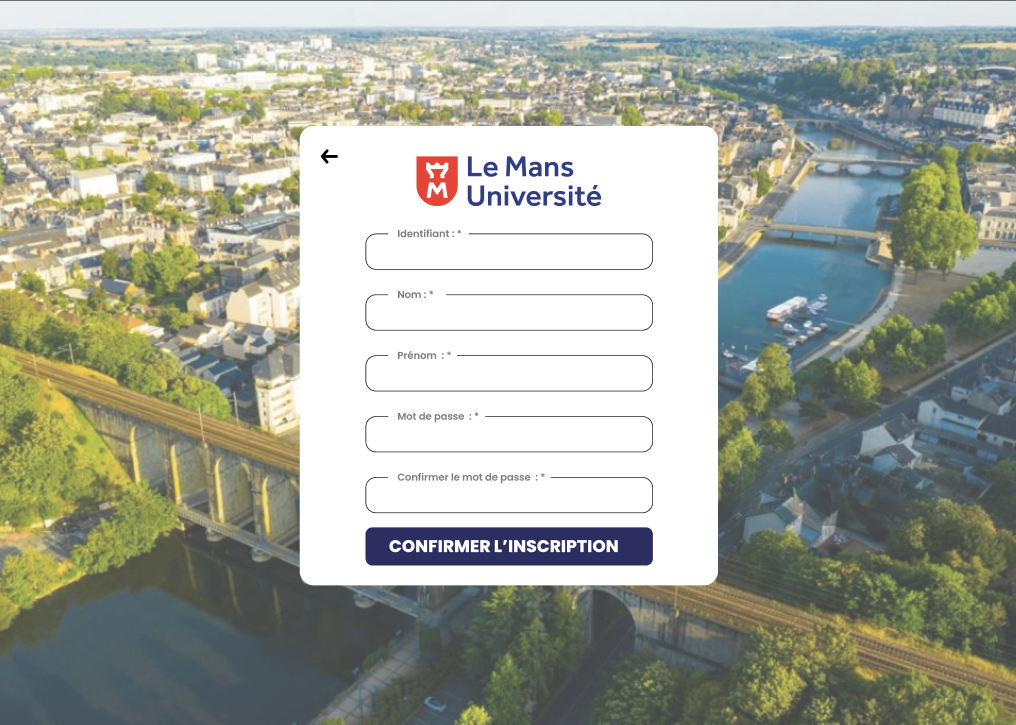 Le Mans
Université
Identifiant : *
Nom : *
Prénom : *
Mot de passe : *
Confirmer le mot de passe : *
CONFIRMER L’INSCRIPTION